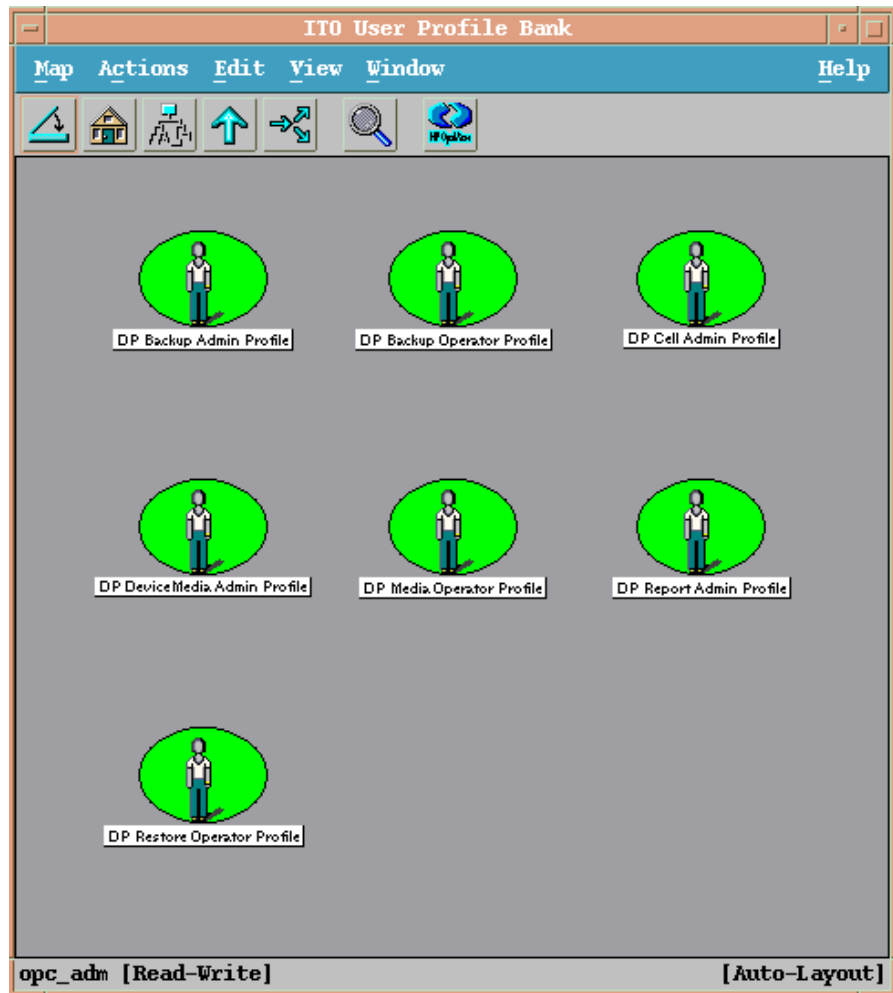 ITO User Profile Bank
Map Actions Edit View Window Help
HP OpenView
DP Backup Admin Profile
DP Backup Operator Profile
DP Cell Admin Profile
DP DeviceMedia Admin Profile
DP Media Operator Profile
DP Report Admin Profile
DP Restore Operator Profile
opc_adm [Read-Write] [Auto-Layout]